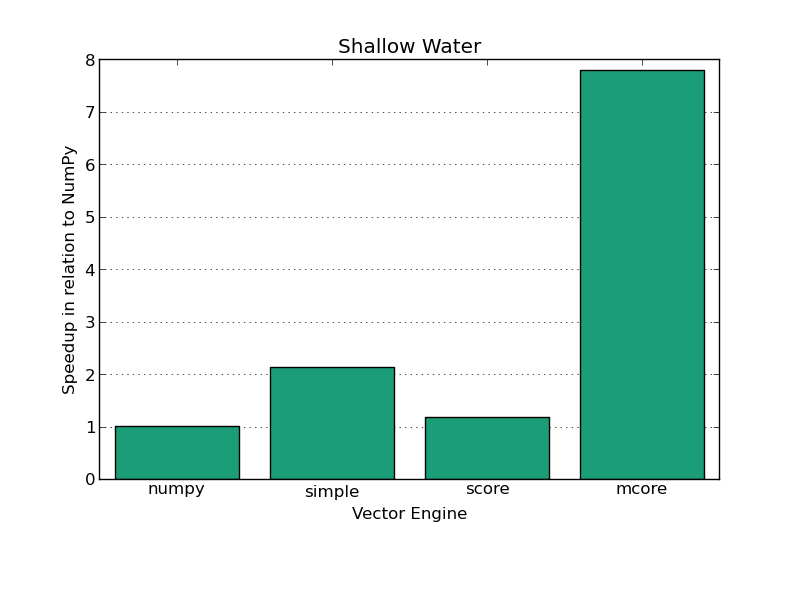 Shallow Water
8
7
6
5
4
3
2
1
0
Speedup in relation to NumPy
numpy simple score mcore
Vector Engine